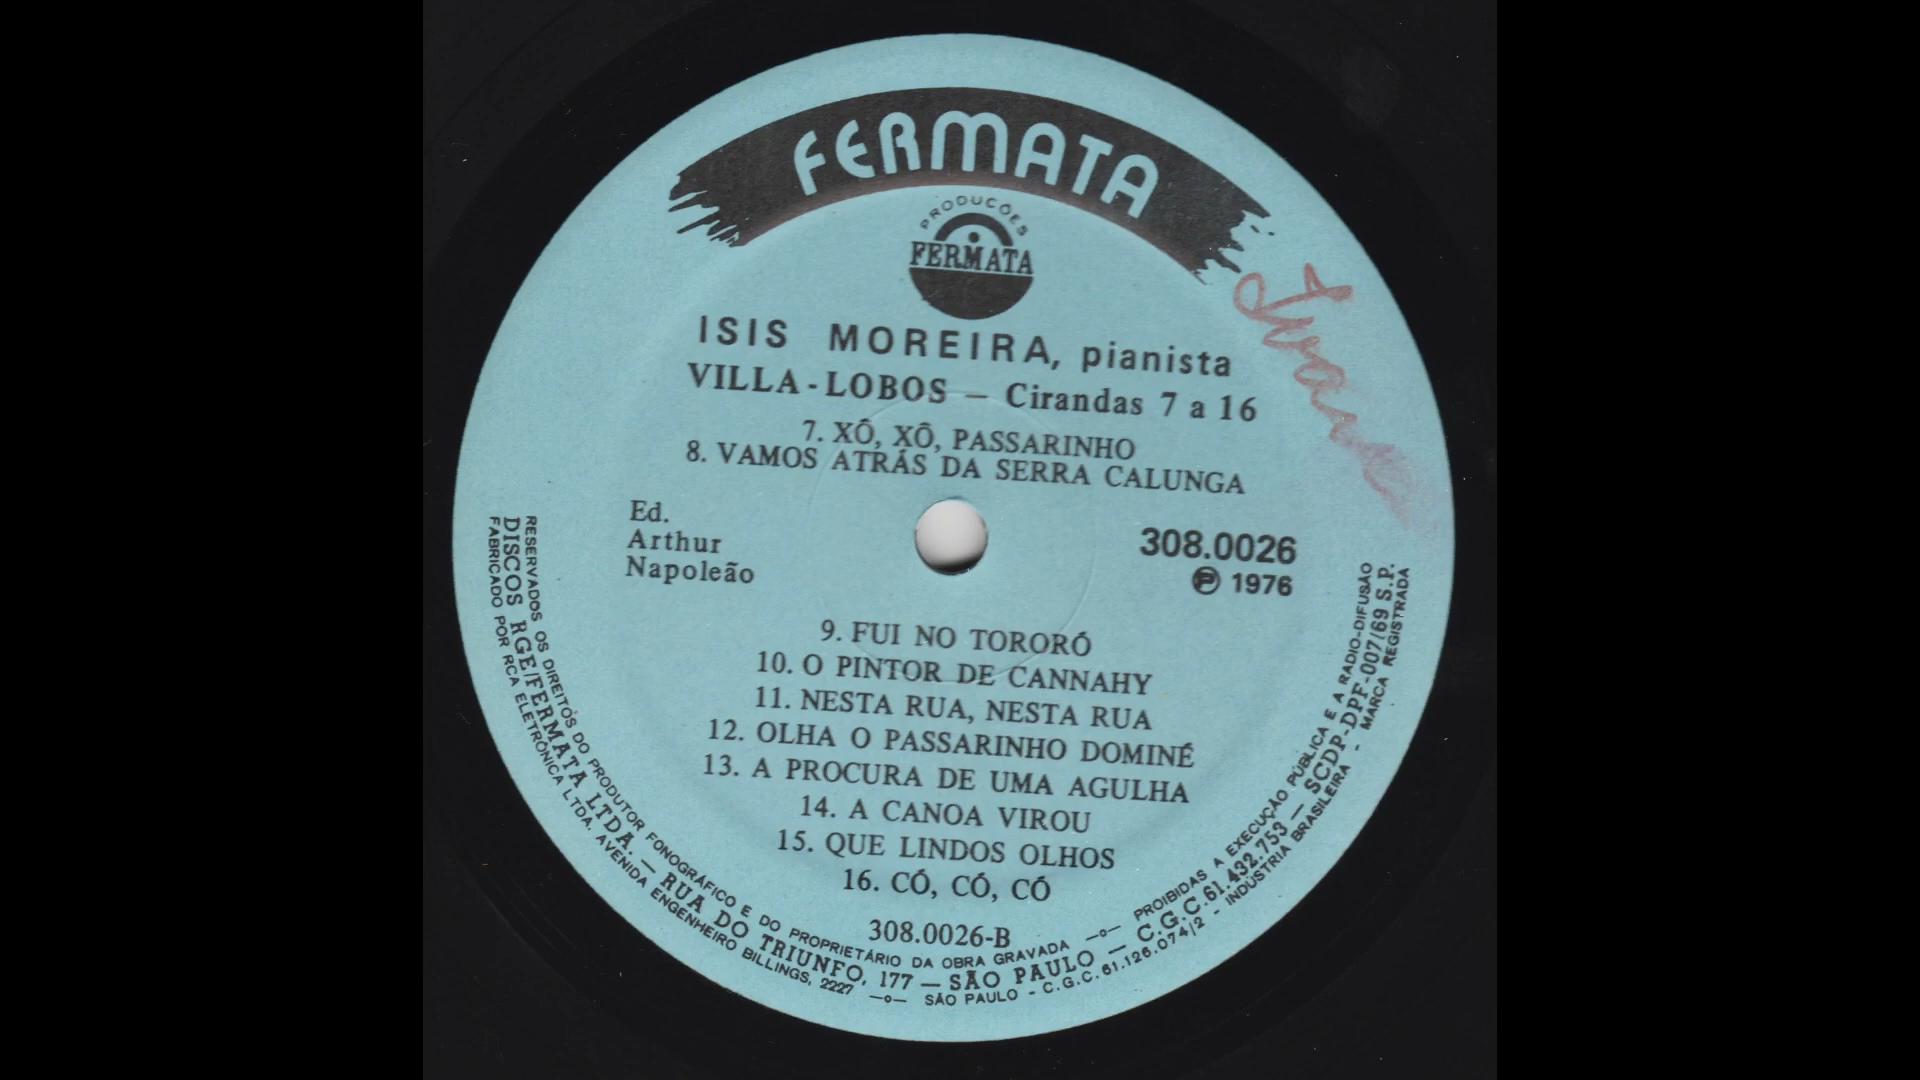 FERMATA
PRODUCÕES
FERMATA
ISIS MOREIRA, pianista
VILLA-LOBOS — Cirandas 7 a 16
7. XÔ, XÔ, PASSARINHO
8. VAMOS ATRÁS DA SERRA CALUNGA
Ed.
Arthur
Napoleão
308.0026
Ⓟ 1976
9. FUI NO TORORÓ
10. O PINTOR DE CANNAHY
11. NESTA RUA, NESTA RUA
12. OLHA O PASSARINHO DOMINÉ
13. A PROCURA DE UMA AGULHA
14. A CANOA VIROU
15. QUE LINDOS OLHOS
16. CÓ, CÓ, CÓ
308.0026-B
RESERVADOS OS DIREITOS DO PRODUTOR FONOGRÁFICO E DO PROPRIETÁRIO DA OBRA GRAVADA —o— PROIBIDAS A EXECUÇÃO PÚBLICA E A RADIO-DIFUSÃO
DISCOS RGE/FERMATA LTDA. — RUA DO TRIUNFO, 177 — SÃO PAULO — C.G.C.61.432.753 — SCDP-DPF-007/69 S.P.
FABRICADO POR RCA ELETRÔNICA LTDA. AVENIDA ENGENHEIRO BILLINGS, 2227 —o— SÃO PAULO - C.G.C.61.126.074/2 - INDÚSTRIA BRASILEIRA - MARCA REGISTRADA